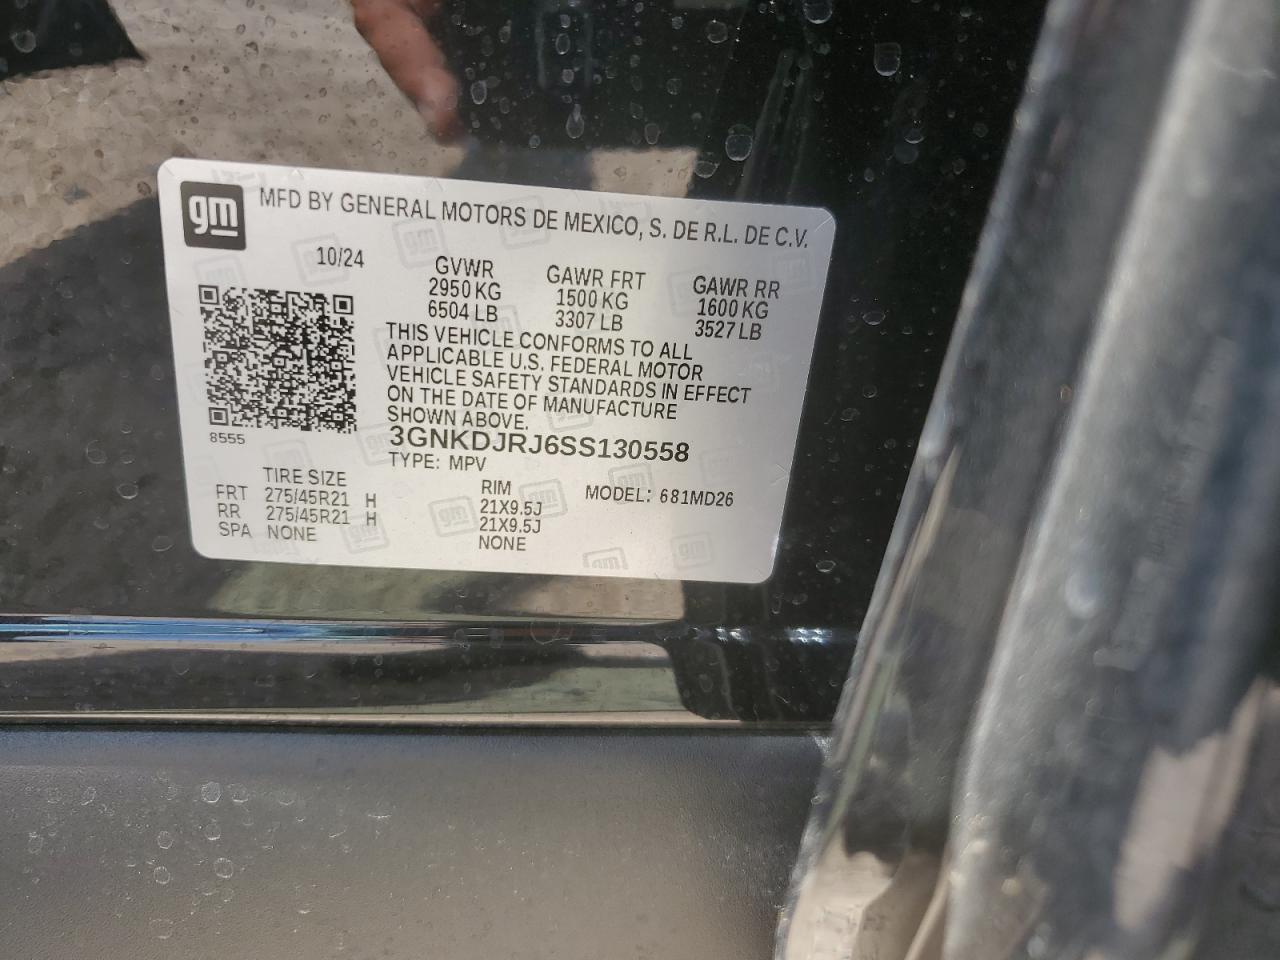 gm MFD BY GENERAL MOTORS DE MEXICO, S. DE R.L. DE C.V.
10/24 GVWR GAWR FRT GAWR RR
2950 KG 1500 KG 1600 KG
6504 LB 3307 LB 3527 LB
THIS VEHICLE CONFORMS TO ALL
APPLICABLE U.S. FEDERAL MOTOR
VEHICLE SAFETY STANDARDS IN EFFECT
ON THE DATE OF MANUFACTURE
SHOWN ABOVE.
8555
3GNKDJRJ6SS130558
TYPE: MPV
TIRE SIZE RIM MODEL: 681MD26
FRT 275/45R21 H 21X9.5J
RR 275/45R21 H 21X9.5J
SPA NONE NONE